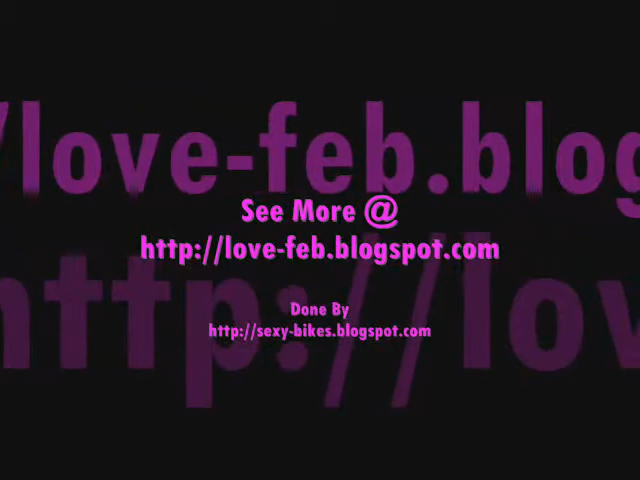 /love-feb.blog
See More @
http://love-feb.blogspot.com
http://lov
Done By
http://sexy-bikes.blogspot.com